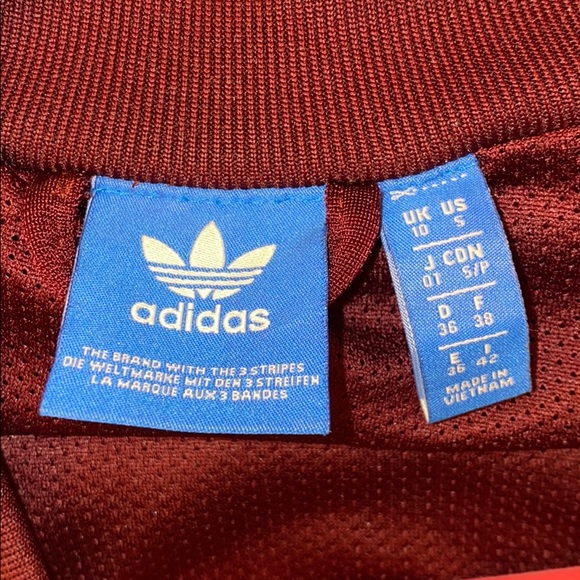 adidas
THE BRAND WITH THE 3 STRIPES
DIE WELTMARKE MIT DEN 3 STREIFEN
LA MARQUE AUX 3 BANDES
UK US
10 S
J CDN
OT S/P
D F
36 38
E I
36 42
MADE IN
VIETNAM